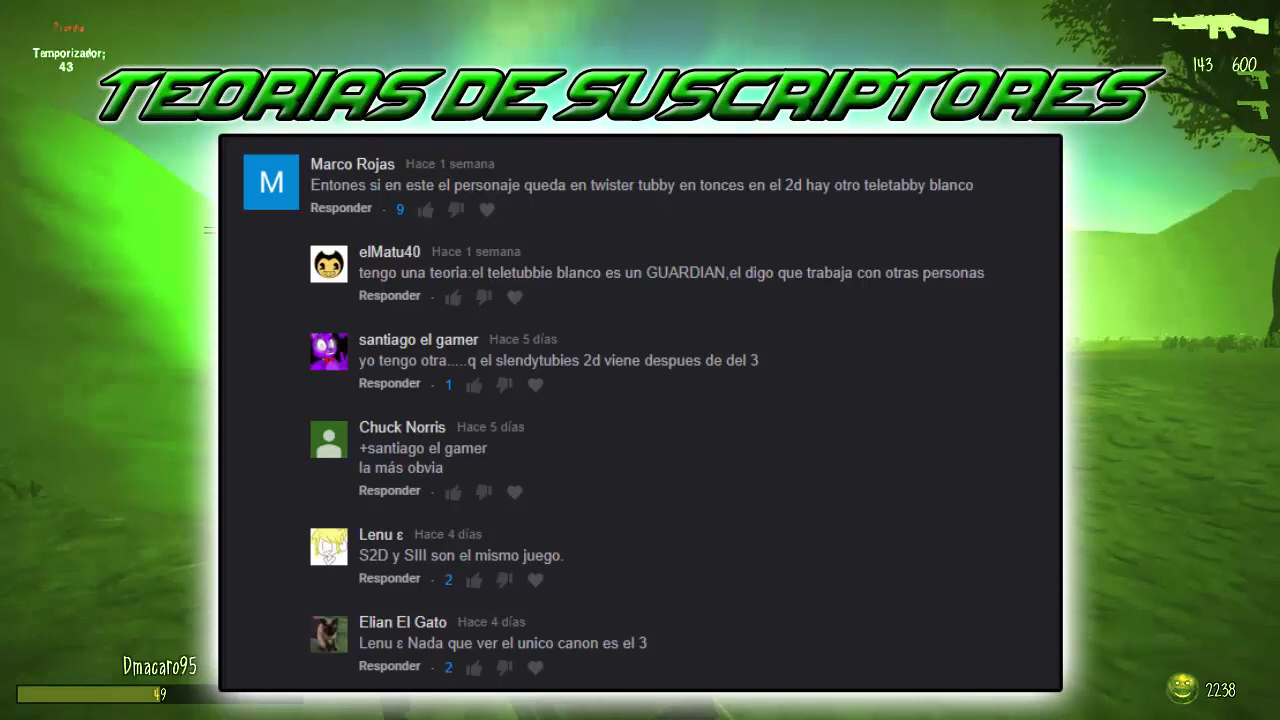 Temporizador;
43
143 600
TEORIAS DE SUSCRIPTORES
M
Marco Rojas Hace 1 semana
Entones si en este el personaje queda en twister tubby en tonces en el 2d hay otro teletabby blanco
Responder · 9
elMatu40 Hace 1 semana
tengo una teoria:el teletubbie blanco es un GUARDIAN,el digo que trabaja con otras personas
Responder ·
santiago el gamer Hace 5 días
yo tengo otra.....q el slendytubies 2d viene despues de del 3
Responder · 1
Chuck Norris Hace 5 días
+santiago el gamer
la más obvia
Responder ·
Lenu ε Hace 4 días
S2D y SIII son el mismo juego.
Responder · 2
Elian El Gato Hace 4 días
Lenu ε Nada que ver el unico canon es el 3
Responder · 2
Dmacaro95
49
2238